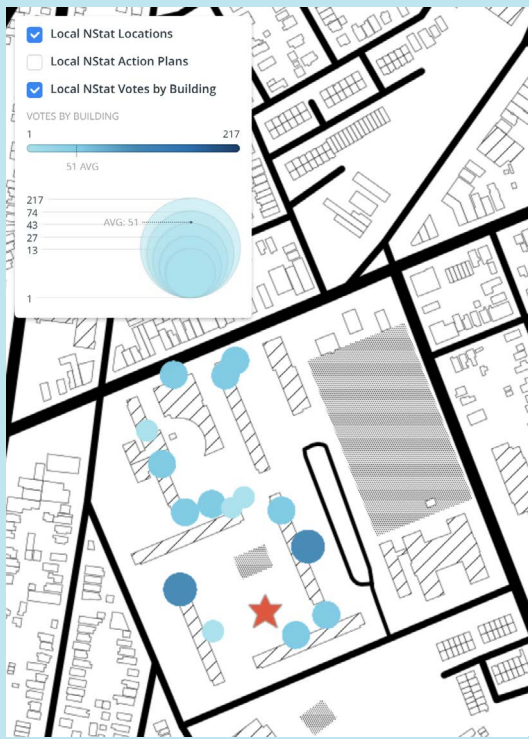 Local NStat Locations
Local NStat Action Plans
Local NStat Votes by Building
VOTES BY BUILDING
1 217
51 AVG
217
74
43
27
13
1
AVG: 51